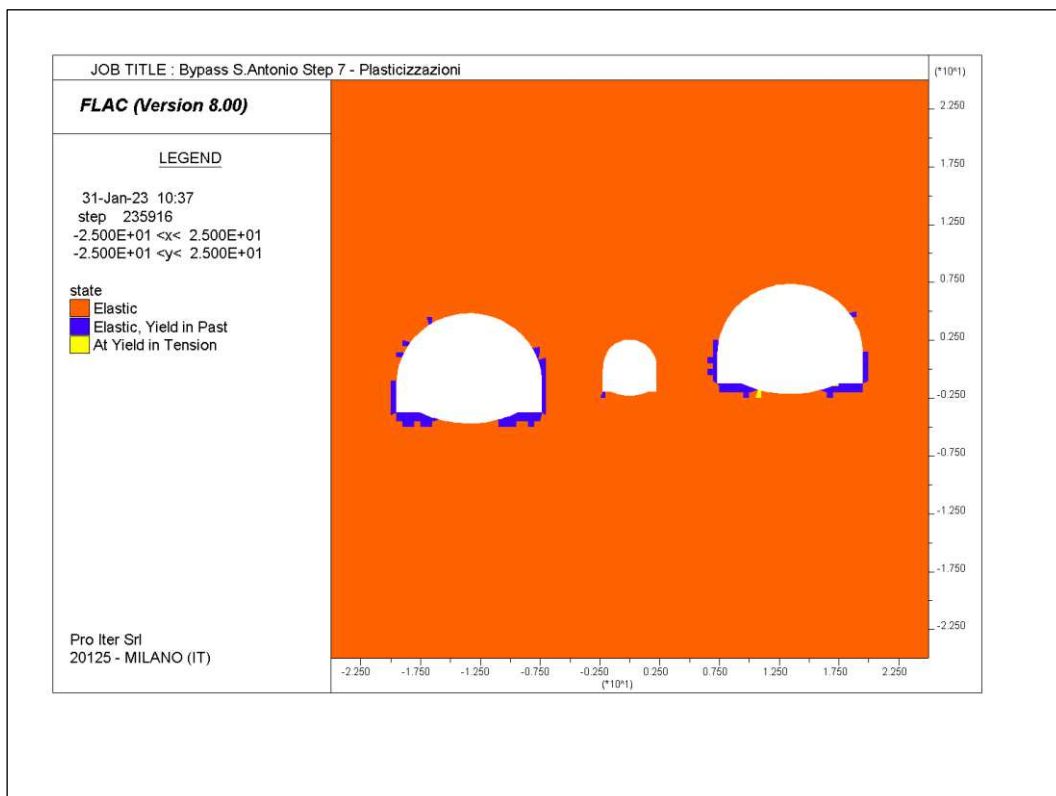 JOB TITLE : Bypass S.Antonio Step 7 - Plasticizzazioni
(*10^1)
FLAC (Version 8.00)
LEGEND
31-Jan-23 10:37
step 235916
-2.500E+01 <x< 2.500E+01
-2.500E+01 <y< 2.500E+01
state
Elastic
Elastic, Yield in Past
At Yield in Tension
Pro Iter Srl
20125 - MILANO (IT)
2.250
1.750
1.250
0.750
0.250
-0.250
-0.750
-1.250
-1.750
-2.250
-2.250 -1.750 -1.250 -0.750 -0.250 0.250 0.750 1.250 1.750 2.250
(*10^1)